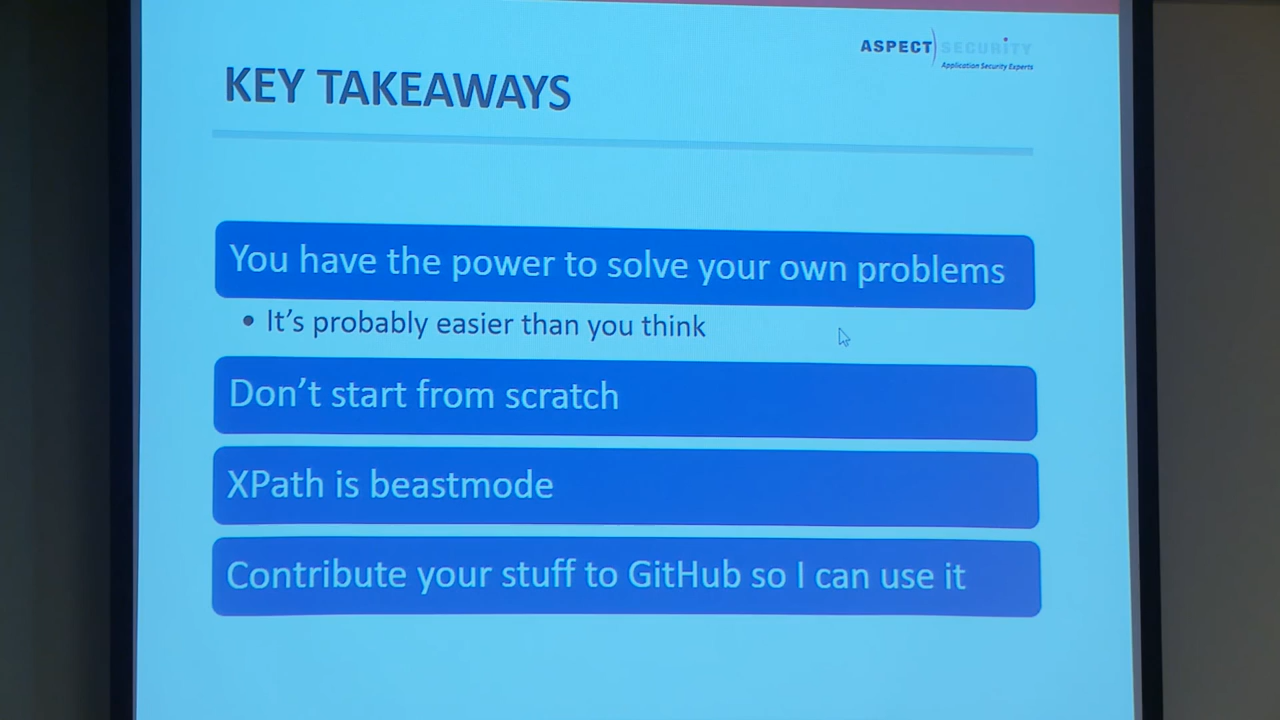 ASPECT SECURITY
Application Security Experts
KEY TAKEAWAYS
You have the power to solve your own problems
• It's probably easier than you think
Don't start from scratch
XPath is beastmode
Contribute your stuff to GitHub so I can use it